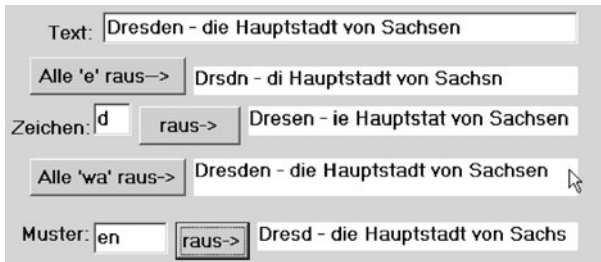 Text: Dresden - die Hauptstadt von Sachsen
Alle 'e' raus--> Drsdn - di Hauptstadt von Sachsn
Zeichen: d raus-> Dresen - ie Hauptstat von Sachsen
Alle 'wa' raus-> Dresden - die Hauptstadt von Sachsen
Muster: en raus-> Dresd - die Hauptstadt von Sachs